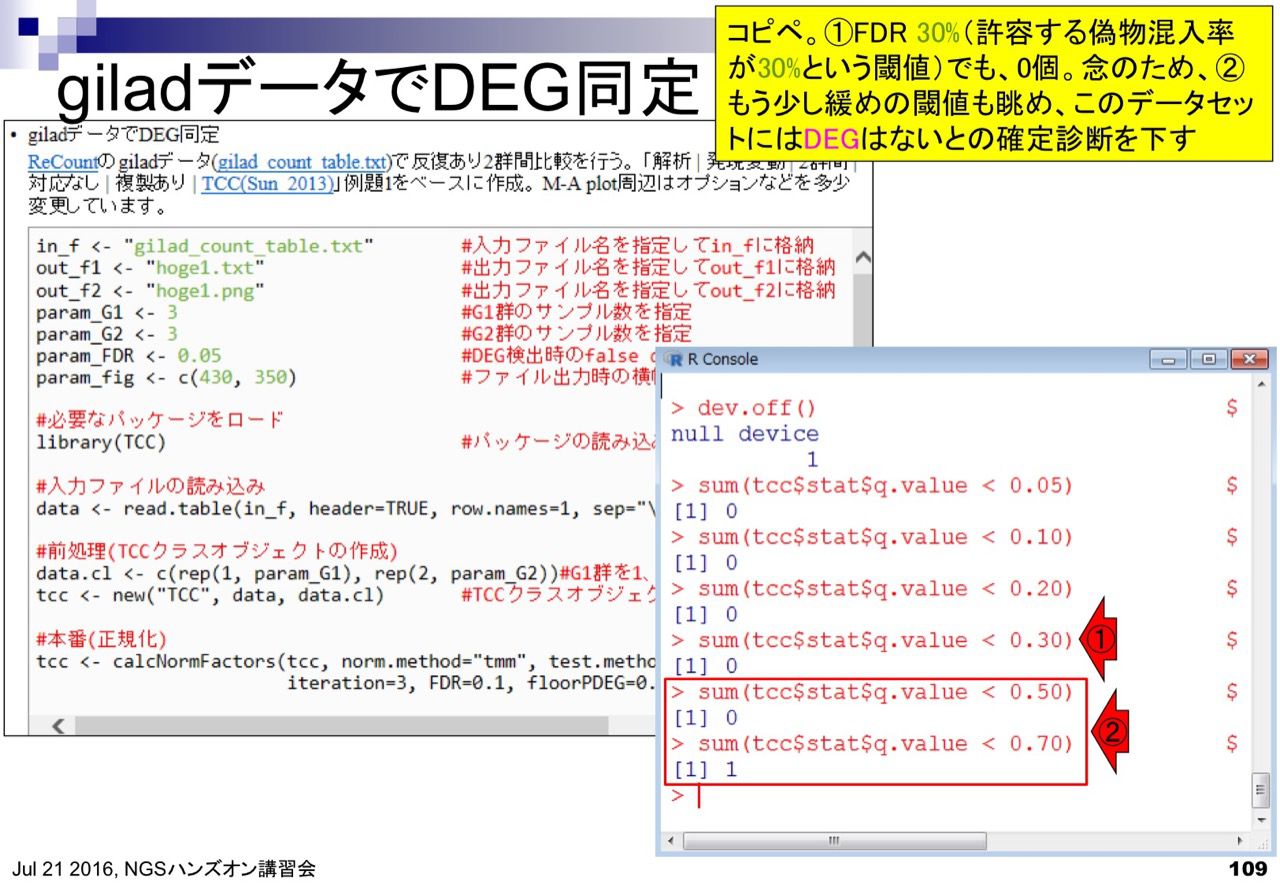 giladデータでDEG同定
コピペ。①FDR 30%(許容する偽物混入率
が30%という閾値)でも、0個。念のため、②
もう少し緩めの閾値も眺め、このデータセッ
トにはDEGはないとの確定診断を下す
• giladデータでDEG同定
ReCountのgiladデータ(gilad_count_table.txt)で反復あり2群間比較を行う。「解析 | 発現変動 | 2群間 |
対応なし | 複製あり | TCC(Sun_2013)」例題1をベースに作成。M-A plot周辺はオプションなどを多少
変更しています。
in_f <- "gilad_count_table.txt" #入力ファイル名を指定してin_fに格納
out_f1 <- "hoge1.txt" #出力ファイル名を指定してout_f1に格納
out_f2 <- "hoge1.png" #出力ファイル名を指定してout_f2に格納
param_G1 <- 3 #G1群のサンプル数を指定
param_G2 <- 3 #G2群のサンプル数を指定
param_FDR <- 0.05 #DEG検出時のfalse
param_fig <- c(430, 350) #ファイル出力時の横
#必要なパッケージをロード
library(TCC) #パッケージの読み込
#入力ファイルの読み込み
data <- read.table(in_f, header=TRUE, row.names=1, sep="\
#前処理(TCCクラスオブジェクトの作成)
data.cl <- c(rep(1, param_G1), rep(2, param_G2))#G1群を1、
tcc <- new("TCC", data, data.cl) #TCCクラスオブジェク
#本番(正規化)
tcc <- calcNormFactors(tcc, norm.method="tmm", test.metho
iteration=3, FDR=0.1, floorPDEG=0.
R Console
> dev.off() $
null device
1
> sum(tcc$stat$q.value < 0.05) $
[1] 0
> sum(tcc$stat$q.value < 0.10) $
[1] 0
> sum(tcc$stat$q.value < 0.20) $
[1] 0
> sum(tcc$stat$q.value < 0.30) ① $
[1] 0
> sum(tcc$stat$q.value < 0.50) $
[1] 0 ②
> sum(tcc$stat$q.value < 0.70) $
[1] 1
>
Jul 21 2016, NGSハンズオン講習会
109